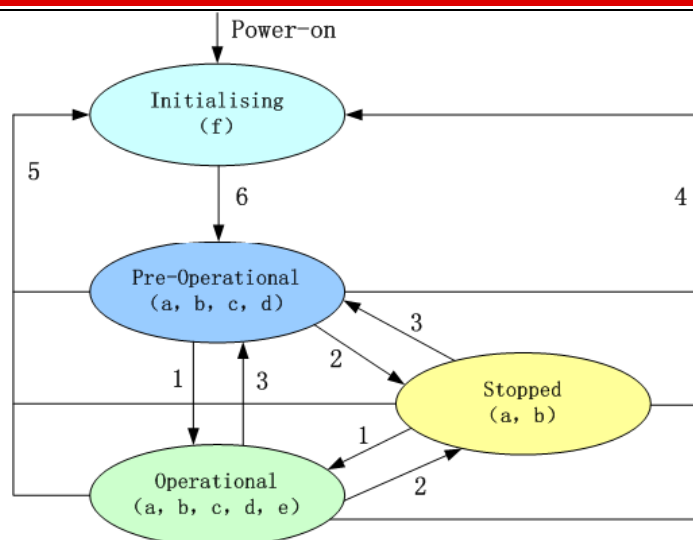 Power-on
Initialising
(f)
5
6
4
Pre-Operational
(a, b, c, d)
3
2
1
3
Stopped
(a, b)
1
Operational
(a, b, c, d, e)
2